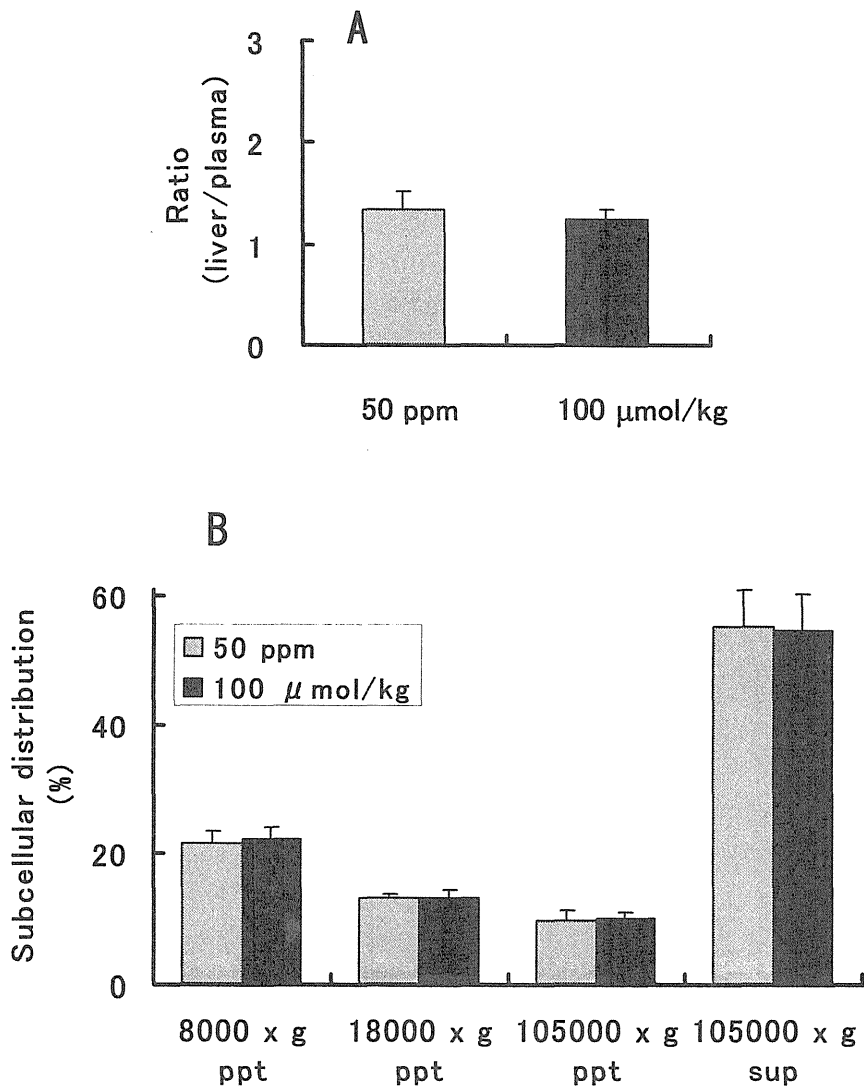 A
Ratio
(liver/plasma)
3
2
1
0
50 ppm
100 μmol/kg
B
Subcellular distribution
(%)
60
40
20
0
50 ppm
100 μ mol/kg
8000 x g
ppt
18000 x g
ppt
105000 x g
ppt
105000 x g
sup